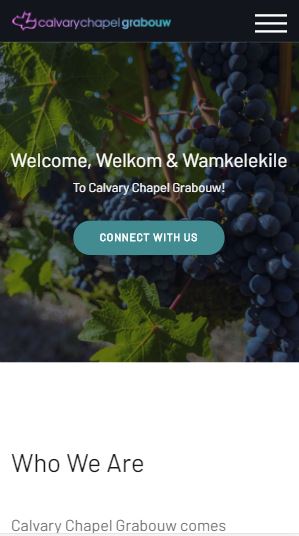 calvarychapel grabouw
Welcome, Welkom & Wamkelekile
To Calvary Chapel Grabouw!
CONNECT WITH US
Who We Are
Calvary Chapel Grabouw comes